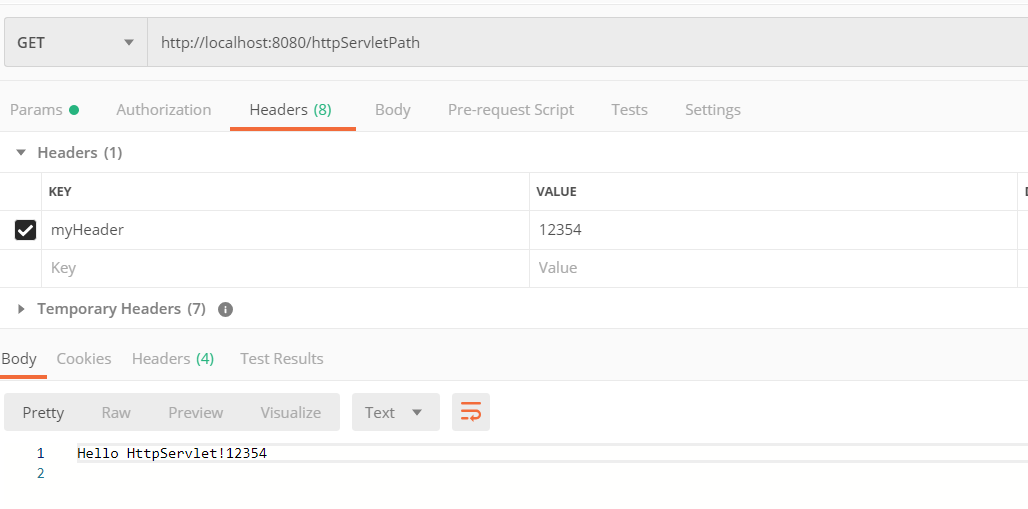 GET http://localhost:8080/httpServletPath
Params Authorization Headers (8) Body Pre-request Script Tests Settings
Headers (1)
KEY VALUE
myHeader 12354
Key Value
Temporary Headers (7) i
Body Cookies Headers (4) Test Results
Pretty Raw Preview Visualize Text
1 Hello HttpServlet!12354
2